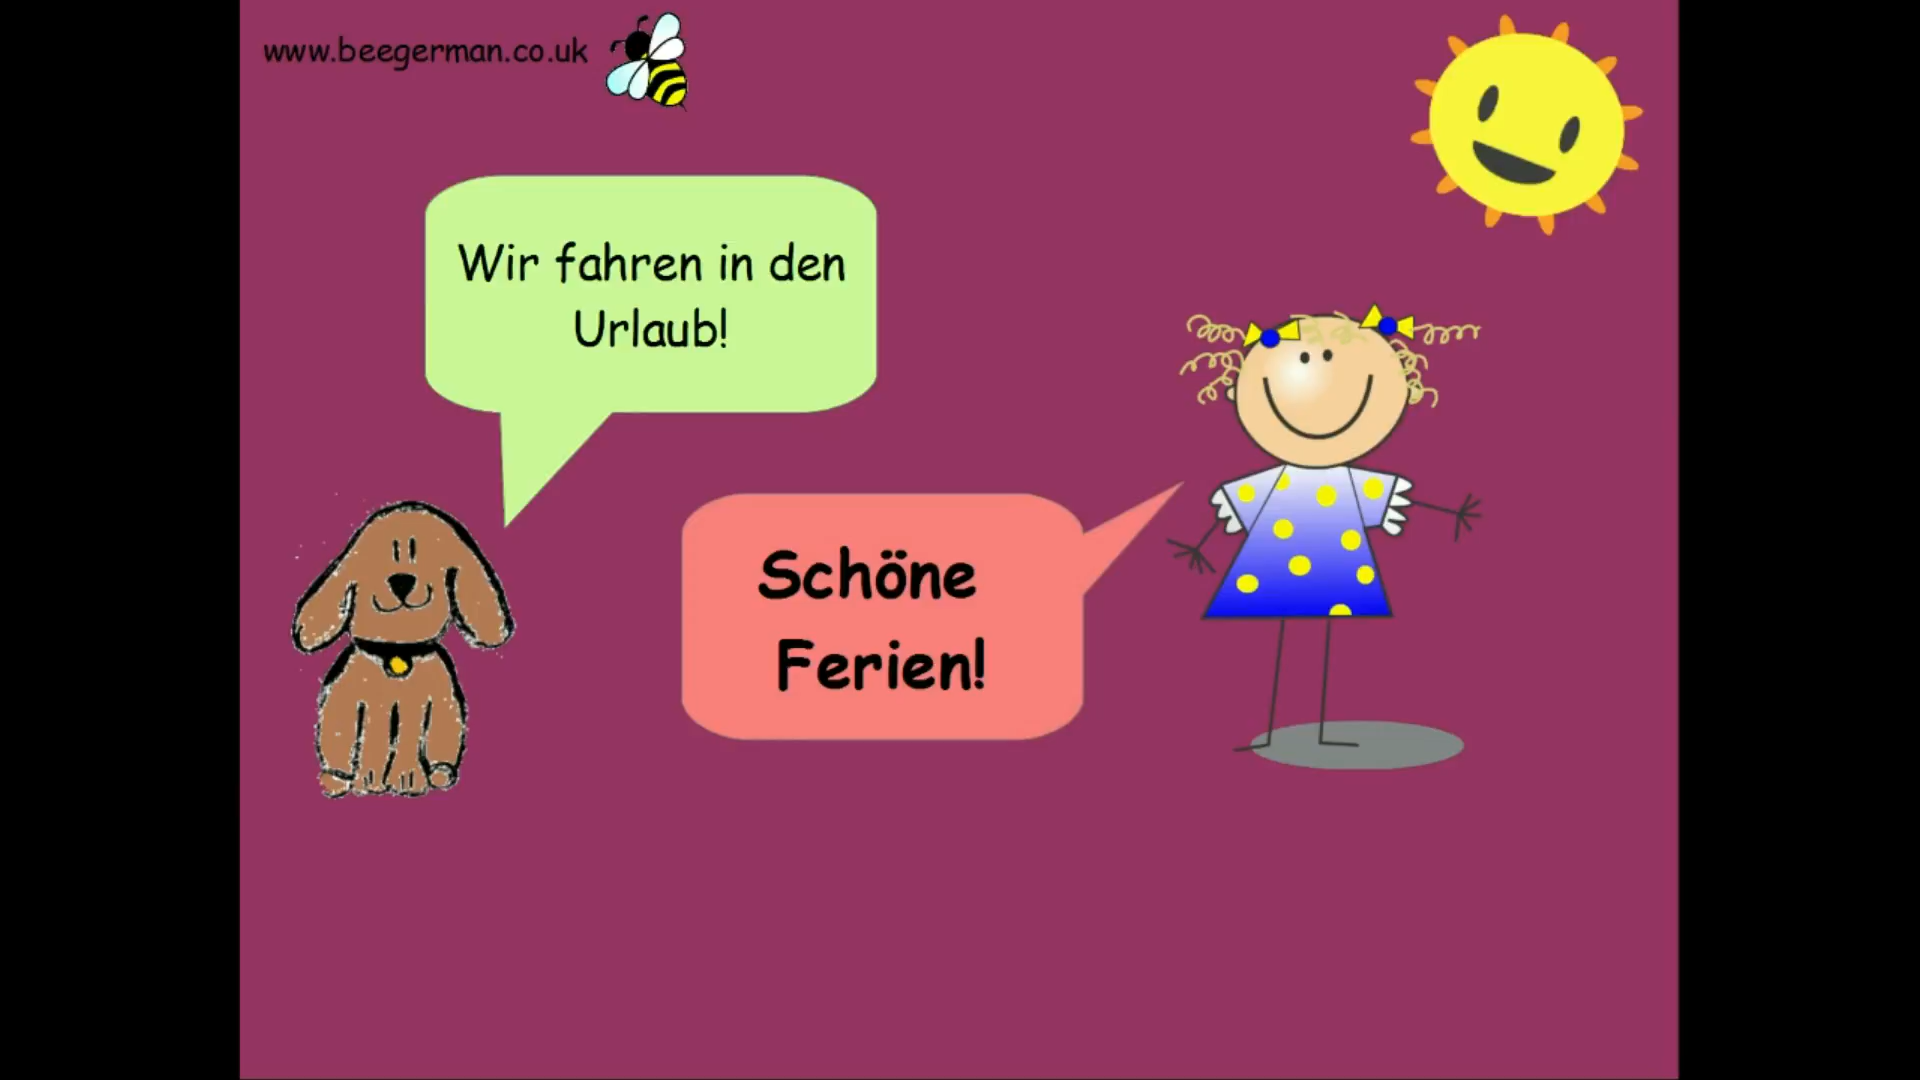 www.beegerman.co.uk
Wir fahren in den
Urlaub!
Schöne
Ferien!